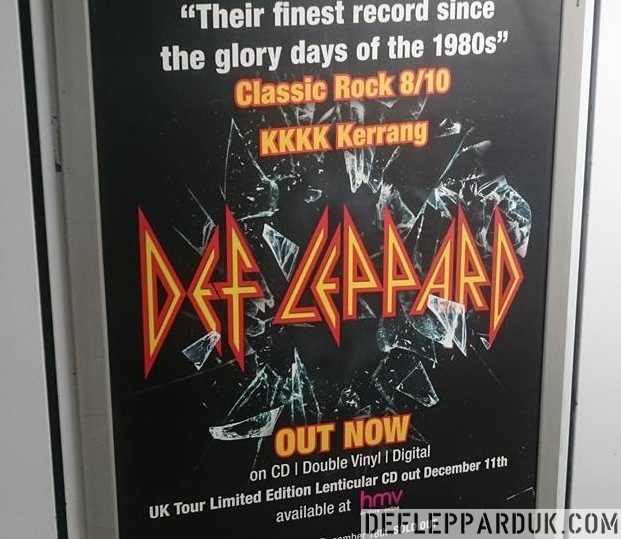 “Their finest record since
the glory days of the 1980s”
Classic Rock 8/10
KKKK Kerrang
DEF LEPPARD
OUT NOW
on CD | Double Vinyl | Digital
UK Tour Limited Edition Lenticular CD out December 11th
available at hmv
SOLD OUT
DEFLEPPARDUK.COM